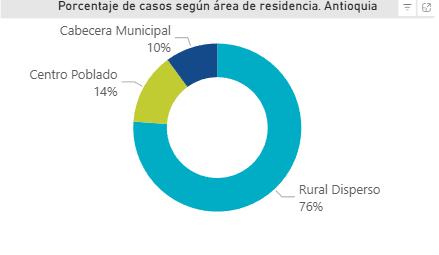 Porcentaje de casos según área de residencia. Antioquia
Cabecera Municipal
10%
Centro Poblado
14%
Rural Disperso
76%